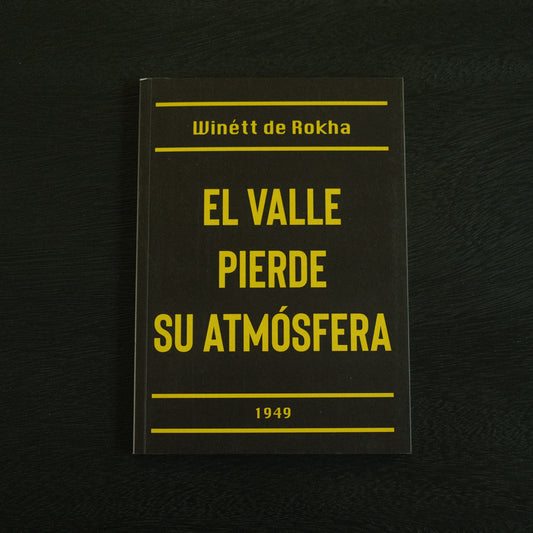 Winétt de Rokha
EL VALLE
PIERDE
SU ATMÓSFERA
1949